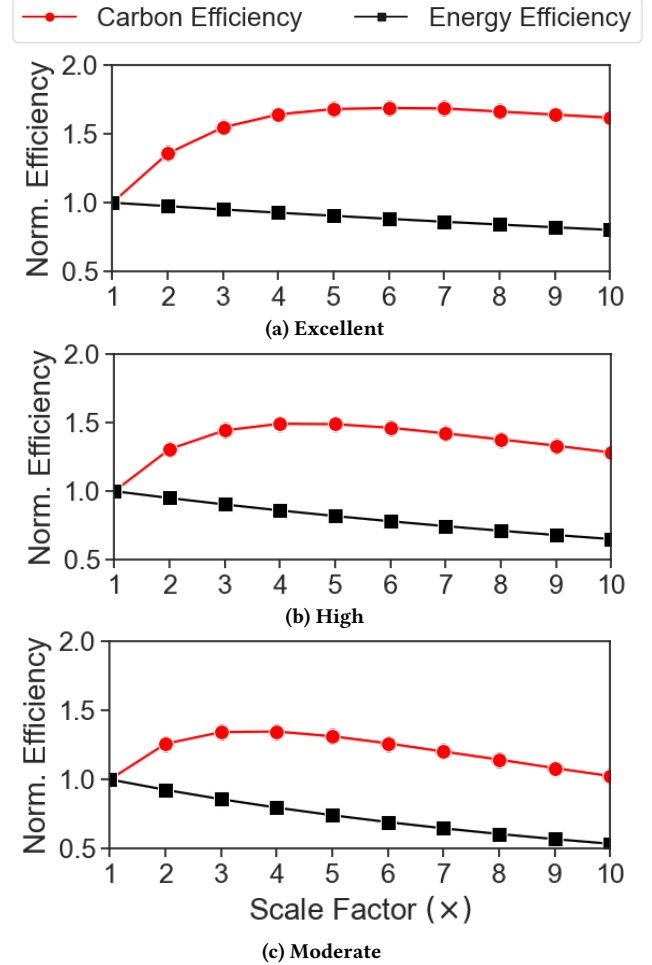 Carbon Efficiency Energy Efficiency
Norm. Efficiency
2.0
1.5
1.0
0.5
1 2 3 4 5 6 7 8 9 10
(a) Excellent
Norm. Efficiency
2.0
1.5
1.0
0.5
1 2 3 4 5 6 7 8 9 10
(b) High
Norm. Efficiency
2.0
1.5
1.0
0.5
1 2 3 4 5 6 7 8 9 10
Scale Factor (×)
(c) Moderate